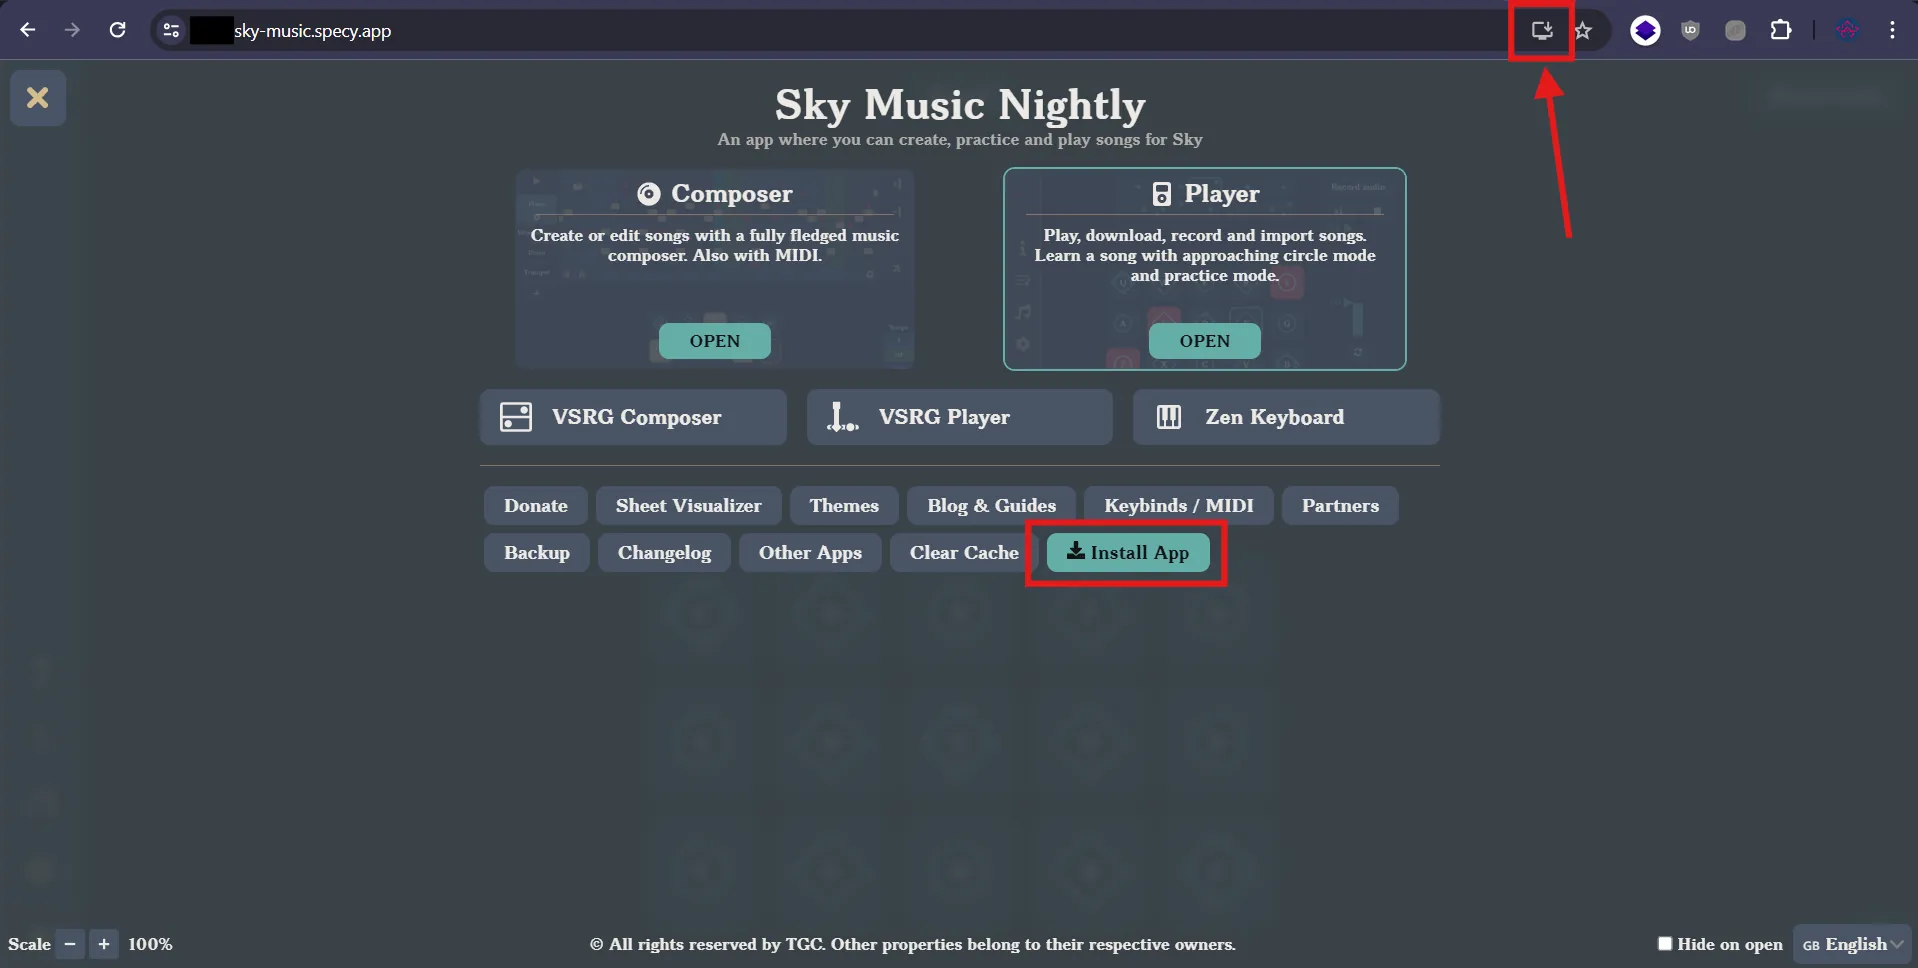 sky-music.specy.app
Sky Music Nightly
An app where you can create, practice and play songs for Sky
Composer
Create or edit songs with a fully fledged music
composer. Also with MIDI.
OPEN
Player
Play, download, record and import songs.
Learn a song with approaching circle mode
and practice mode.
OPEN
VSRG Composer
VSRG Player
Zen Keyboard
Donate
Sheet Visualizer
Themes
Blog & Guides
Keybinds / MIDI
Partners
Backup
Changelog
Other Apps
Clear Cache
Install App
Scale - + 100%
© All rights reserved by TGC. Other properties belong to their respective owners.
Hide on open
GB English